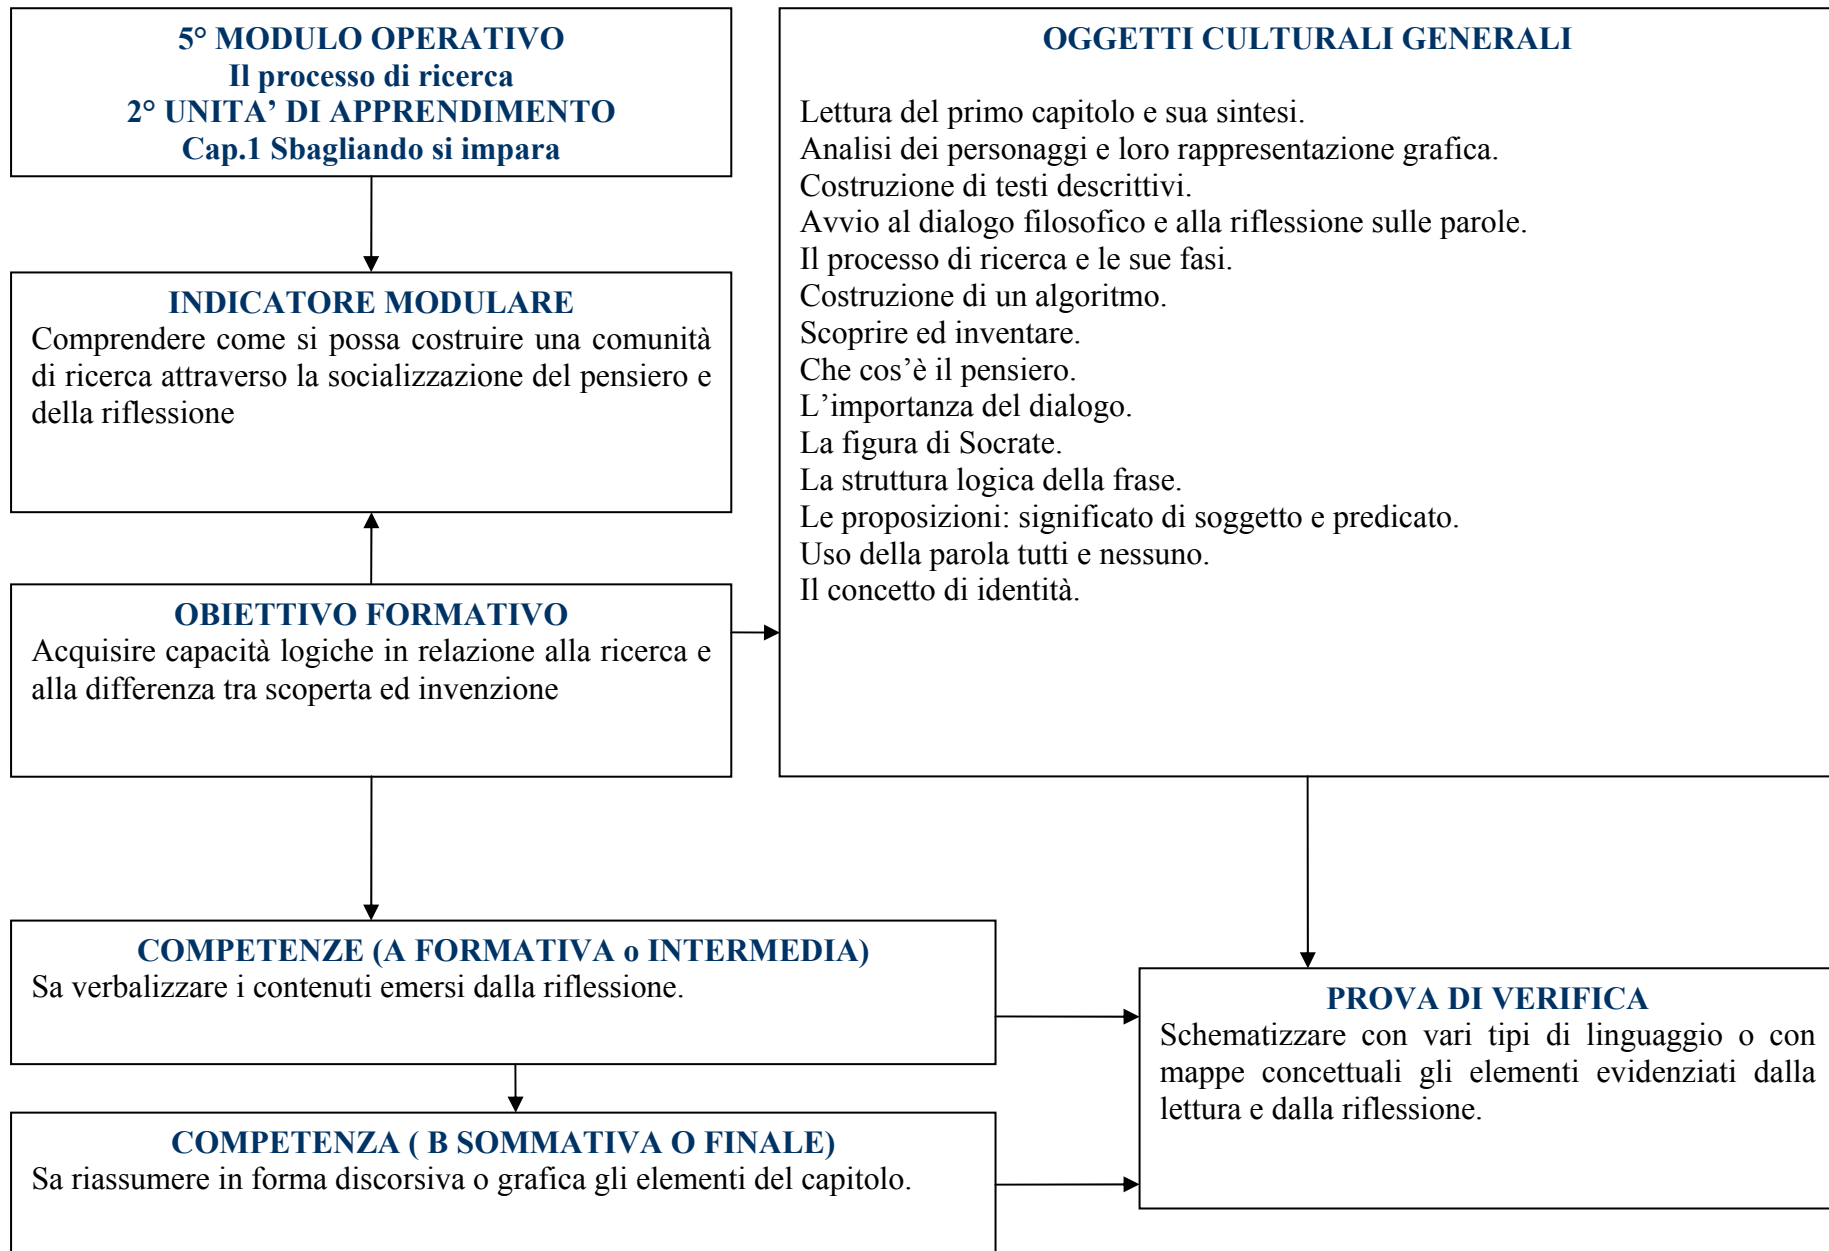 5° MODULO OPERATIVO
Il processo di ricerca
2° UNITA’ DI APPRENDIMENTO
Cap.1 Sbagliando si impara
INDICATORE MODULARE
Comprendere come si possa costruire una comunità
di ricerca attraverso la socializzazione del pensiero e
della riflessione
OBIETTIVO FORMATIVO
Acquisire capacità logiche in relazione alla ricerca e
alla differenza tra scoperta ed invenzione
OGGETTI CULTURALI GENERALI
Lettura del primo capitolo e sua sintesi.
Analisi dei personaggi e loro rappresentazione grafica.
Costruzione di testi descrittivi.
Avvio al dialogo filosofico e alla riflessione sulle parole.
Il processo di ricerca e le sue fasi.
Costruzione di un algoritmo.
Scoprire ed inventare.
Che cos’è il pensiero.
L’importanza del dialogo.
La figura di Socrate.
La struttura logica della frase.
Le proposizioni: significato di soggetto e predicato.
Uso della parola tutti e nessuno.
Il concetto di identità.
COMPETENZE (A FORMATIVA o INTERMEDIA)
Sa verbalizzare i contenuti emersi dalla riflessione.
COMPETENZA ( B SOMMATIVA O FINALE)
Sa riassumere in forma discorsiva o grafica gli elementi del capitolo.
PROVA DI VERIFICA
Schematizzare con vari tipi di linguaggio o con
mappe concettuali gli elementi evidenziati dalla
lettura e dalla riflessione.